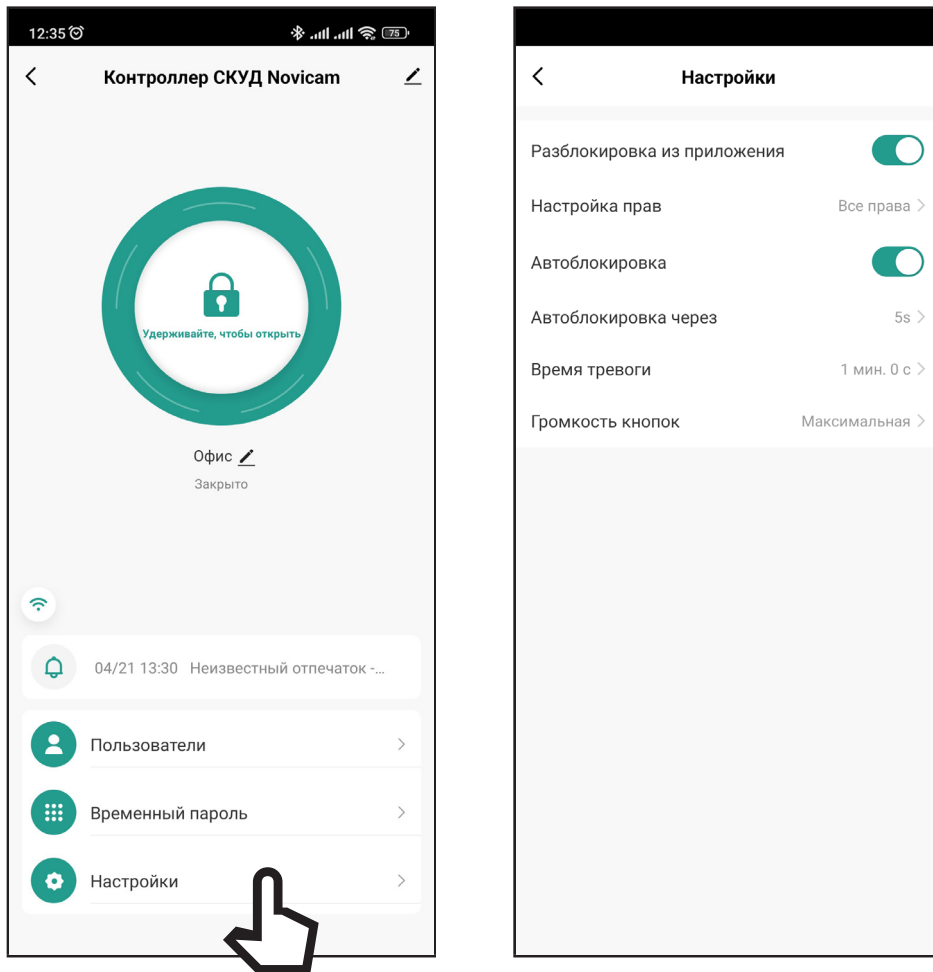 12:35
75
Контроллер СКУД Novicam
Удерживайте, чтобы открыть
Офис
Закрыто
04/21 13:30 Неизвестный отпечаток -...
Пользователи
Временный пароль
Настройки
Настройки
Разблокировка из приложения
Настройка прав Все права
Автоблокировка
Автоблокировка через 5s
Время тревоги 1 мин. 0 с
Громкость кнопок Максимальная